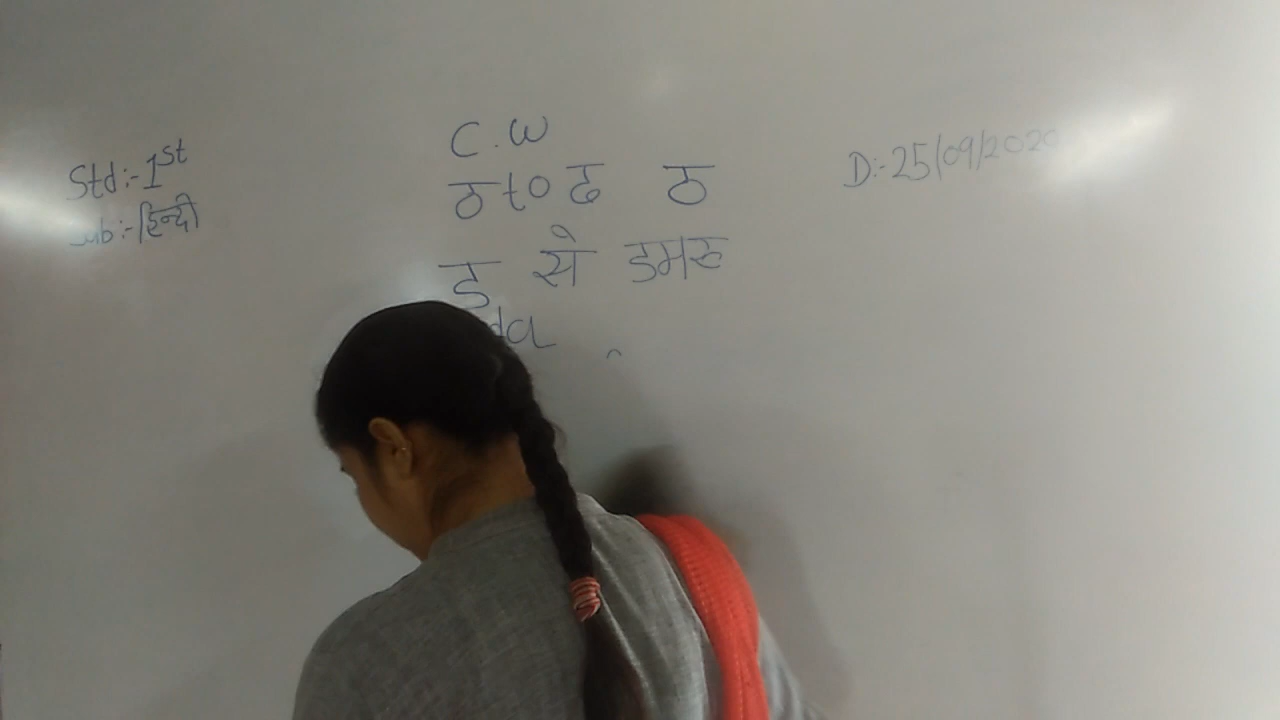 C.W
Std:-1st
Sub:-हिन्दी
D:-25/09/2020
ठ to ढ ठ
ड से डमरु
da